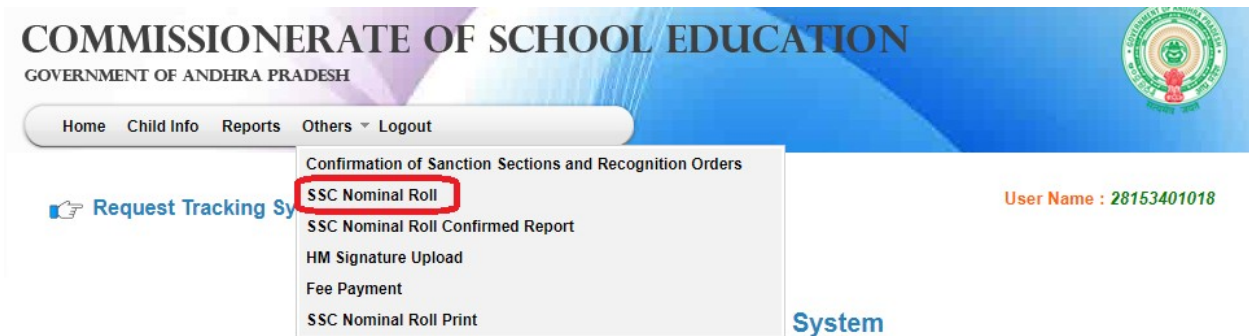 COMMISSIONERATE OF SCHOOL EDUCATION
GOVERNMENT OF ANDHRA PRADESH
Home Child Info Reports Others Logout
Confirmation of Sanction Sections and Recognition Orders
SSC Nominal Roll
Request Tracking Sy
User Name : 28153401018
SSC Nominal Roll Confirmed Report
HM Signature Upload
Fee Payment
SSC Nominal Roll Print
System